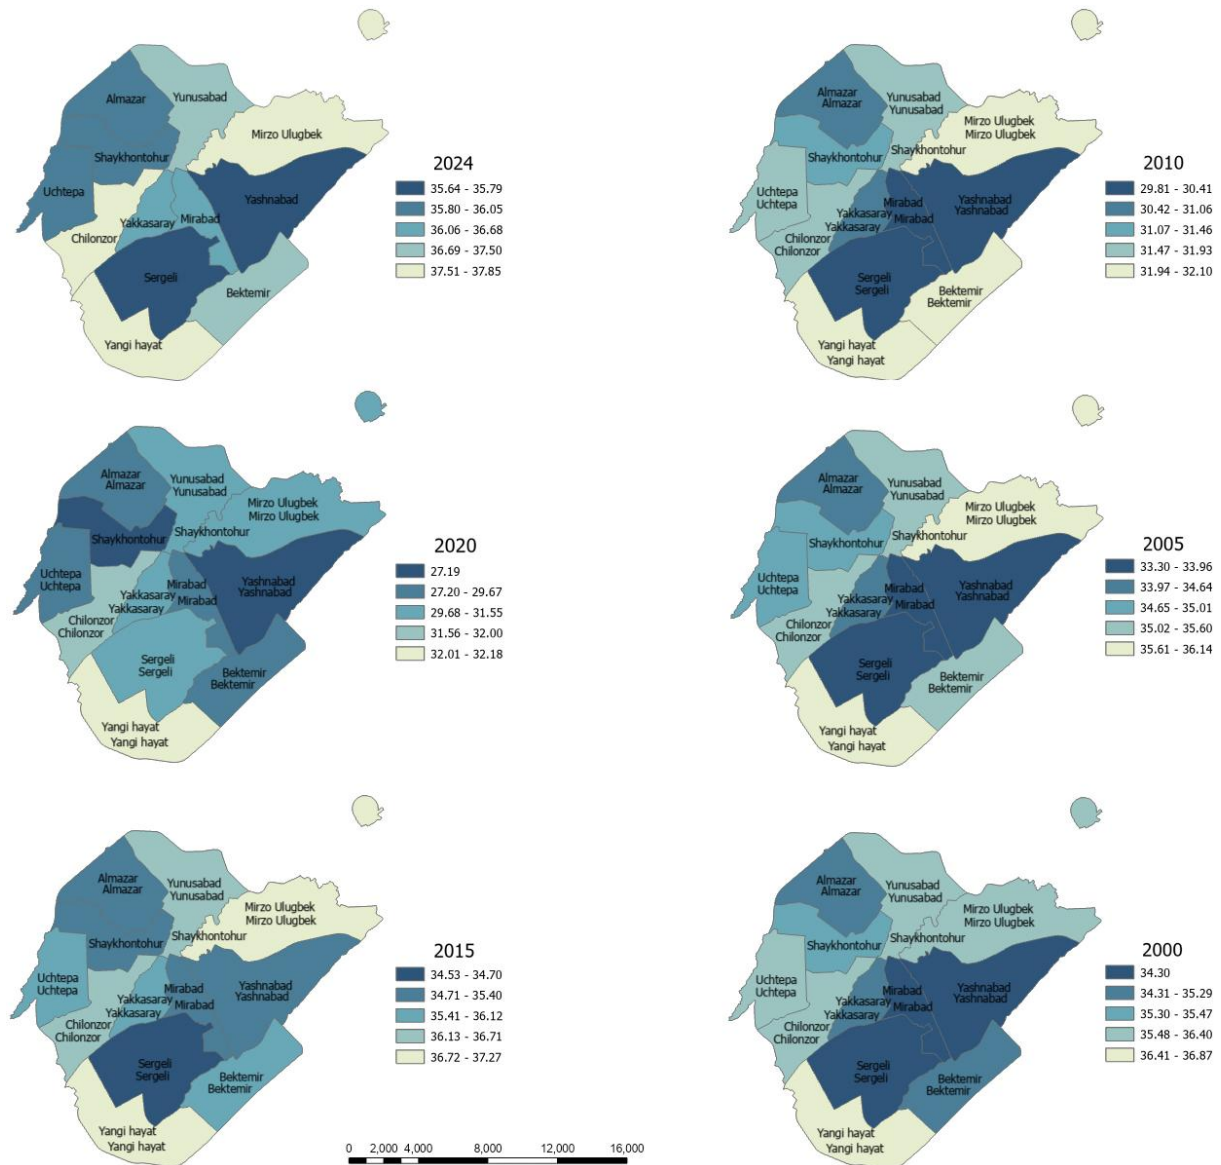 Almazar
Yunusabad
Mirzo Ulugbek
Shaykhontohur
Uchtepa
Yashnabad
Yakkasaray
Mirabad
Chilonzor
Sergeli
Bektemir
Yangi hayat
2024
35.64 - 35.79
35.80 - 36.05
36.06 - 36.68
36.69 - 37.50
37.51 - 37.85
Almazar
Almazar
Yunusabad
Yunusabad
Mirzo Ulugbek
Mirzo Ulugbek
Shaykhontohur
Shaykhontohur
Uchtepa
Uchtepa
Yashnabad
Yashnabad
Mirabad
Mirabad
Yakkasaray
Yakkasaray
Chilonzor
Chilonzor
Sergeli
Sergeli
Bektemir
Bektemir
Yangi hayat
Yangi hayat
2010
29.81 - 30.41
30.42 - 31.06
31.07 - 31.46
31.47 - 31.93
31.94 - 32.10
Almazar
Almazar
Yunusabad
Yunusabad
Mirzo Ulugbek
Mirzo Ulugbek
Shaykhontohur
Shaykhontohur
Uchtepa
Uchtepa
Yashnabad
Yashnabad
Mirabad
Mirabad
Yakkasaray
Yakkasaray
Chilonzor
Chilonzor
Sergeli
Sergeli
Bektemir
Bektemir
Yangi hayat
Yangi hayat
2020
27.19
27.20 - 29.67
29.68 - 31.55
31.56 - 32.00
32.01 - 32.18
Almazar
Almazar
Yunusabad
Yunusabad
Mirzo Ulugbek
Mirzo Ulugbek
Shaykhontohur
Shaykhontohur
Uchtepa
Uchtepa
Yashnabad
Yashnabad
Mirabad
Mirabad
Yakkasaray
Yakkasaray
Chilonzor
Chilonzor
Sergeli
Sergeli
Bektemir
Bektemir
Yangi hayat
Yangi hayat
2005
33.30 - 33.96
33.97 - 34.64
34.65 - 35.01
35.02 - 35.60
35.61 - 36.14
Almazar
Almazar
Yunusabad
Yunusabad
Mirzo Ulugbek
Mirzo Ulugbek
Shaykhontohur
Shaykhontohur
Uchtepa
Uchtepa
Yashnabad
Yashnabad
Mirabad
Mirabad
Yakkasaray
Yakkasaray
Chilonzor
Chilonzor
Sergeli
Sergeli
Bektemir
Bektemir
Yangi hayat
Yangi hayat
2015
34.53 - 34.70
34.71 - 35.40
35.41 - 36.12
36.13 - 36.71
36.72 - 37.27
Almazar
Almazar
Yunusabad
Yunusabad
Mirzo Ulugbek
Mirzo Ulugbek
Shaykhontohur
Shaykhontohur
Uchtepa
Uchtepa
Yashnabad
Yashnabad
Mirabad
Mirabad
Yakkasaray
Yakkasaray
Chilonzor
Chilonzor
Sergeli
Sergeli
Bektemir
Bektemir
Yangi hayat
Yangi hayat
2000
34.30
34.31 - 35.29
35.30 - 35.47
35.48 - 36.40
36.41 - 36.87
0 2,000 4,000 8,000 12,000 16,000